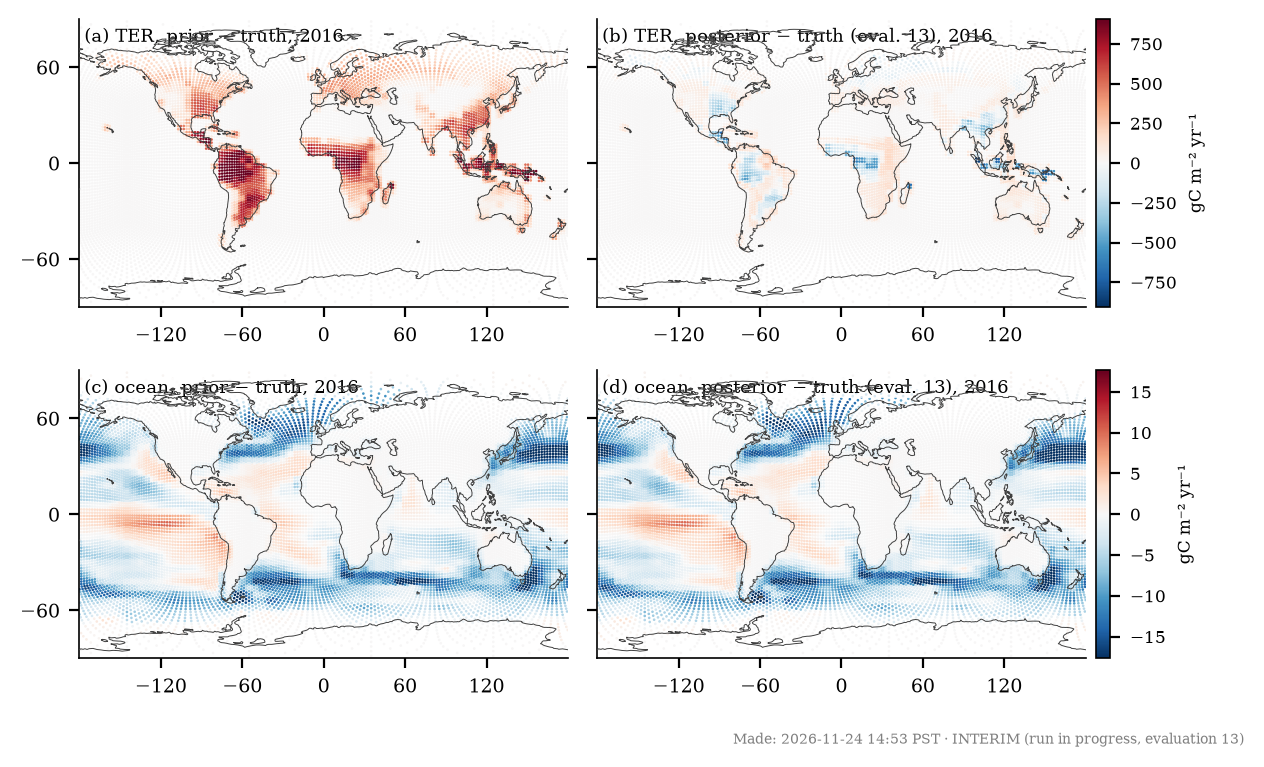 (a) TER, prior − truth, 2016
(b) TER, posterior − truth (eval. 13), 2016
60
0
−60
−120 −60 0 60 120
−120 −60 0 60 120
750
500
250
0
−250
−500
−750
gC m⁻² yr⁻¹
(c) ocean, prior − truth, 2016
(d) ocean, posterior − truth (eval. 13), 2016
60
0
−60
−120 −60 0 60 120
−120 −60 0 60 120
15
10
5
0
−5
−10
−15
gC m⁻² yr⁻¹
Made: 2026-11-24 14:53 PST · INTERIM (run in progress, evaluation 13)